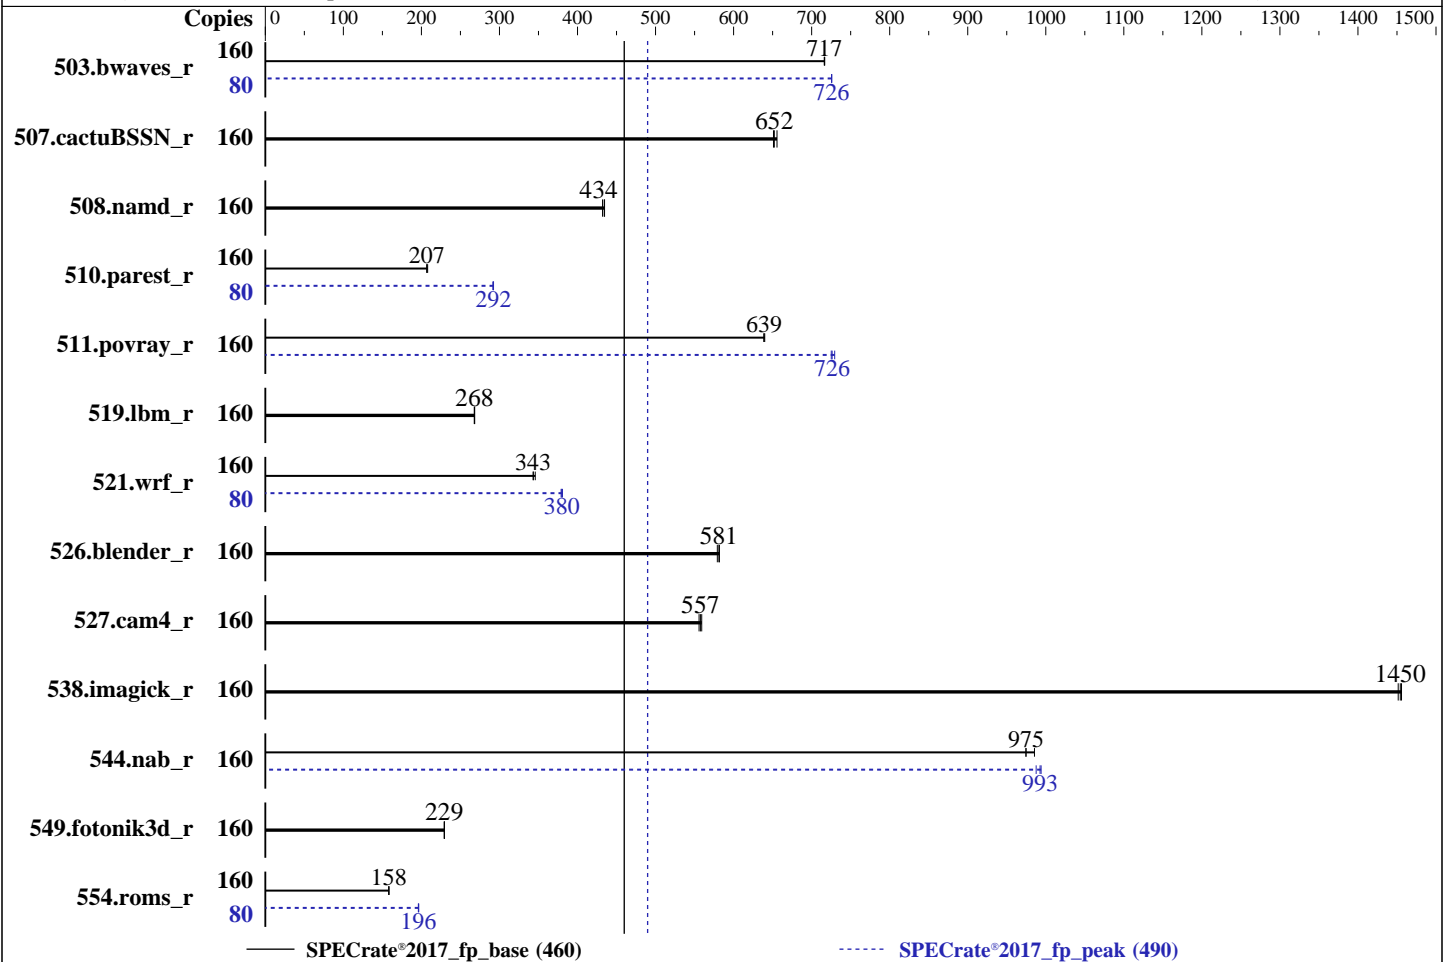 Copies 0 100 200 300 400 500 600 700 800 900 1000 1100 1200 1300 1400 1500
503.bwaves_r 160 717
80 726
507.cactuBSSN_r 160 652
508.namd_r 160 434
510.parest_r 160 207
80 292
511.povray_r 160 639
726
519.lbm_r 160 268
521.wrf_r 160 343
80 380
526.blender_r 160 581
527.cam4_r 160 557
538.imagick_r 160 1450
544.nab_r 160 975
993
549.fotonik3d_r 160 229
554.roms_r 160 158
80 196
SPECrate®2017_fp_base (460) SPECrate®2017_fp_peak (490)